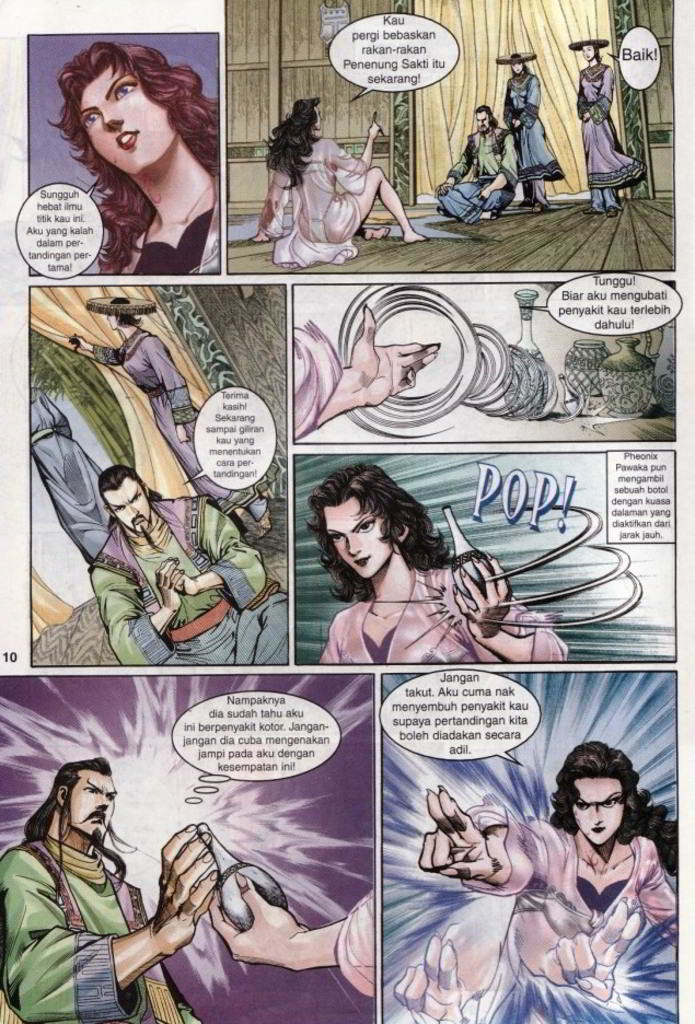 Sungguh
hebat ilmu
titik kau ini.
Aku yang kalah
dalam per-
tandingan per-
tama!
Kau
pergi bebaskan
rakan-rakan
Penenung Sakti itu
sekarang!
Baik!
Terima
kasih!
Sekarang
sampai giliran
kau yang
menentukan
cara per-
tandingan!
Tunggu!
Biar aku mengubati
penyakit kau terlebih
dahulu!
POP!
Pheonix
Pawaka pun
mengambil
sebuah botol
dengan kuasa
dalaman yang
diaktifkan dari
jarak jauh.
10
Nampaknya
dia sudah tahu aku
ini berpenyakit kotor. Jangan-
jangan dia cuba mengenakan
jampi pada aku dengan
kesempatan ini!
Jangan
takut. Aku cuma nak
menyembuh penyakit kau
supaya pertandingan kita
boleh diadakan secara
adil.